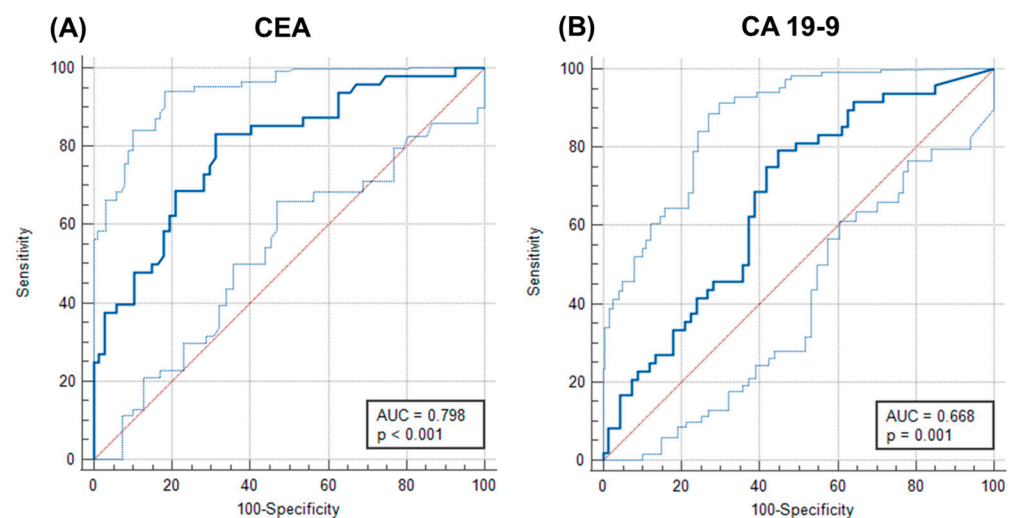 (A) CEA
100
80
60
40
20
0
Sensitivity
AUC = 0.798
p < 0.001
0 20 40 60 80 100
100-Specificity
(B) CA 19-9
100
80
60
40
20
0
Sensitivity
AUC = 0.668
p = 0.001
0 20 40 60 80 100
100-Specificity